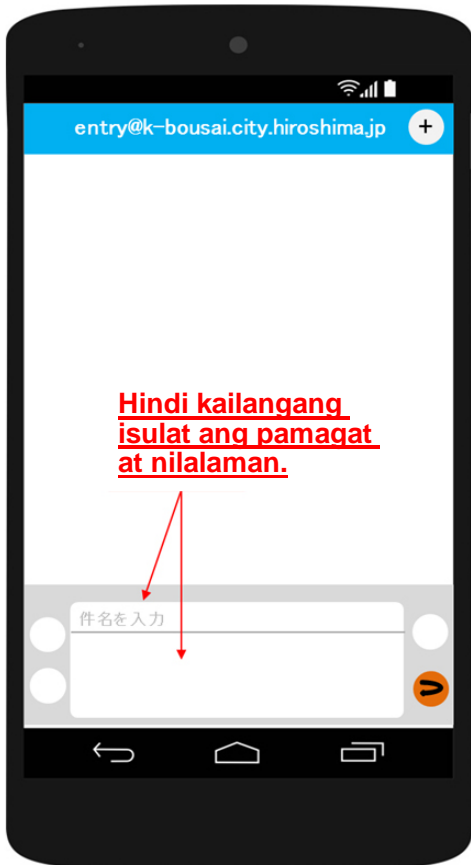 entry@k-bousai.city.hiroshima.jp
Hindi kailangang
isulat ang pamagat
at nilalaman.
件名を入力